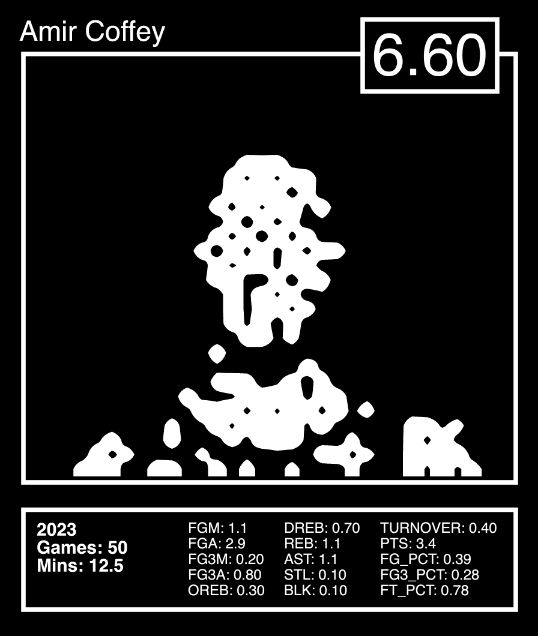 Amir Coffey
6.60
2023
Games: 50
Mins: 12.5
FGM: 1.1
FGA: 2.9
FG3M: 0.20
FG3A: 0.80
OREB: 0.30
DREB: 0.70
REB: 1.1
AST: 1.1
STL: 0.10
BLK: 0.10
TURNOVER: 0.40
PTS: 3.4
FG_PCT: 0.39
FG3_PCT: 0.28
FT_PCT: 0.78